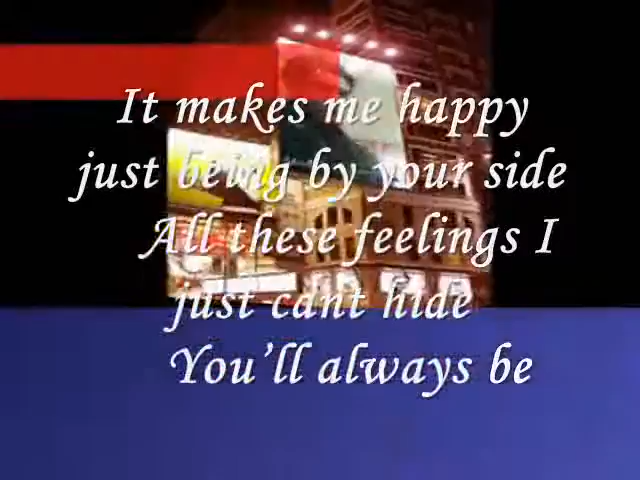 It makes me happy
just being by your side
All these feelings I
just cant hide
You'll always be